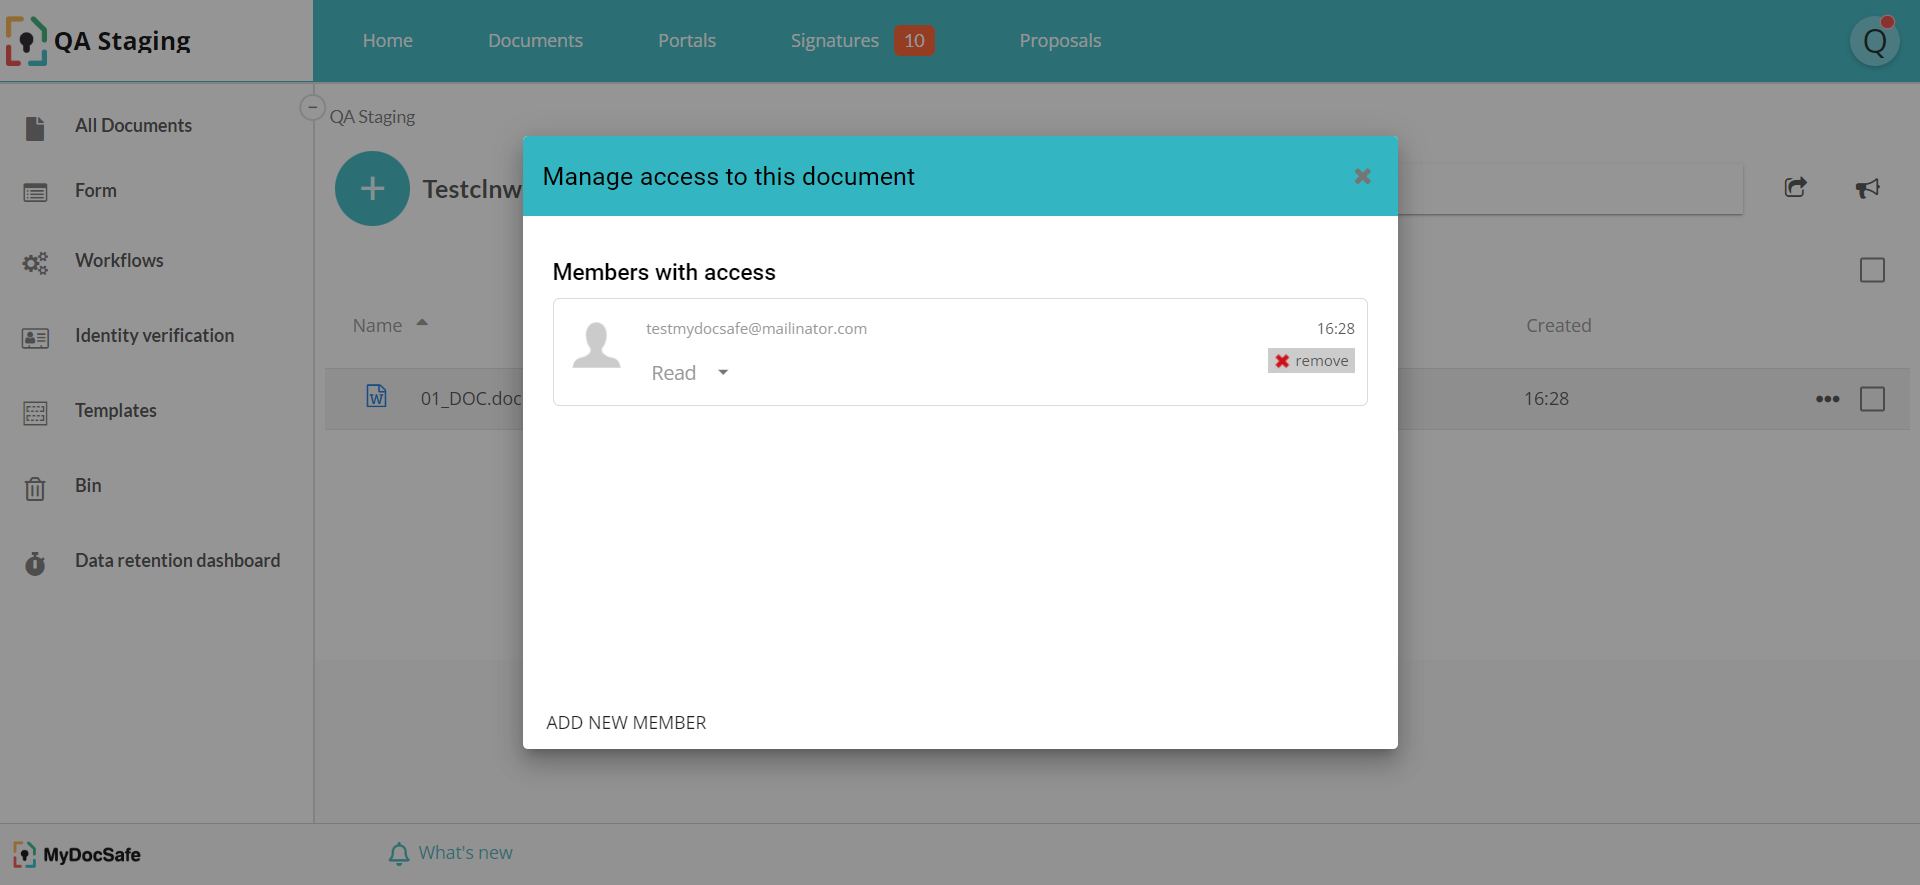 QA Staging
Home
Documents
Portals
Signatures 10
Proposals
Q
All Documents
Form
Workflows
Identity verification
Templates
Bin
Data retention dashboard
QA Staging
Testclnw
Name
Created
01_DOC.doc
16:28
Manage access to this document
Members with access
testmydocsafe@mailinator.com
16:28
Read
remove
ADD NEW MEMBER
MyDocSafe
What's new